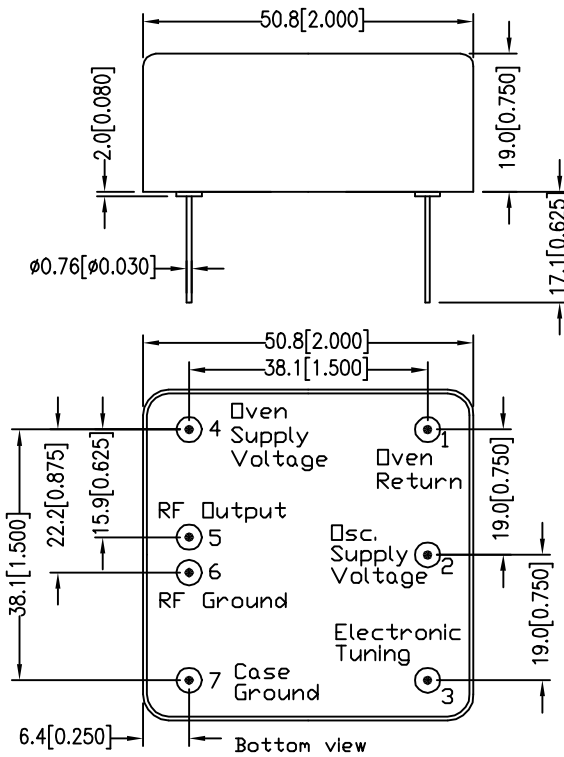 50.8[2.000]
2.0[0.080]
19.0[0.750]
17.1[0.625]
ø0.76[ø0.030]
50.8[2.000]
38.1[1.500]
4
Oven
Supply
Voltage
1
Oven
Return
22.2[0.875]
15.9[0.625]
38.1[1.500]
19.0[0.750]
RF Output
5
6
RF Ground
Osc.
Supply
Voltage
2
19.0[0.750]
Electronic
Tuning
3
7
Case
Ground
6.4[0.250]
Bottom view